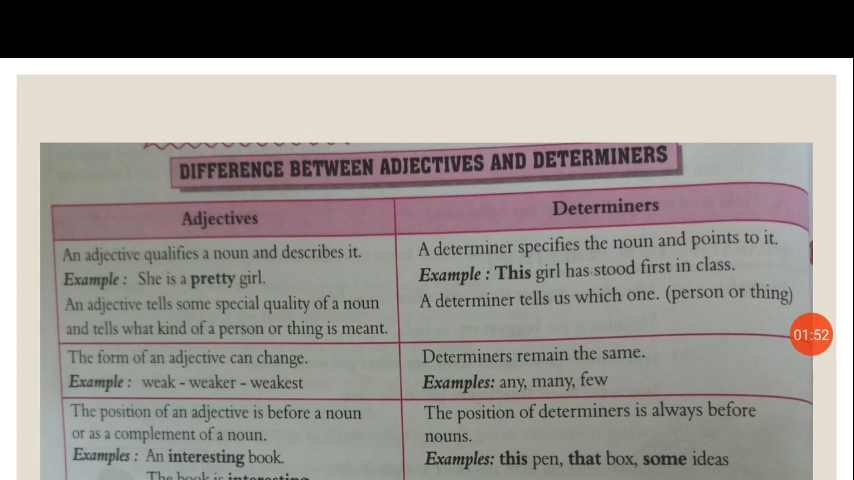 DIFFERENCE BETWEEN ADJECTIVES AND DETERMINERS
Adjectives
An adjective qualifies a noun and describes it.
Example : She is a pretty girl.
An adjective tells some special quality of a noun
and tells what kind of a person or thing is meant.
Determiners
A determiner specifies the noun and points to it.
Example : This girl has stood first in class.
A determiner tells us which one. (person or thing)
The form of an adjective can change.
Example : weak - weaker - weakest
Determiners remain the same.
Examples: any, many, few
The position of an adjective is before a noun
or as a complement of a noun.
Examples : An interesting book.
The book is interesting
The position of determiners is always before
nouns.
Examples: this pen, that box, some ideas
01:52